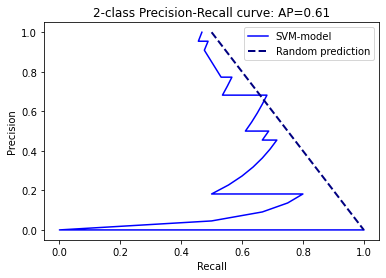 2-class Precision-Recall curve: AP=0.61
SVM-model
Random prediction
Precision
1.0
0.8
0.6
0.4
0.2
0.0
0.0 0.2 0.4 0.6 0.8 1.0
Recall